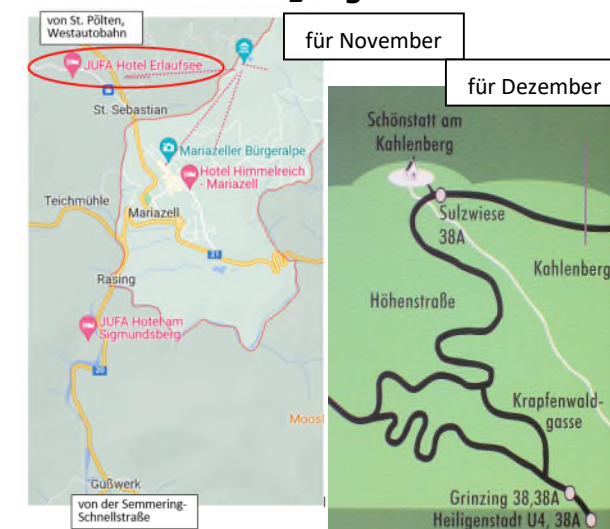 von St. Pölten,
Westautobahn
für November
für Dezember
JUFA Hotel Erlaufsee
St. Sebastian
Mariazeller Bürgeralpe
Hotel Himmelreich
- Mariazell
Teichmühle
Mariazell
21
Rasing
JUFA Hotel am
Sigmundsberg
20
Gußwerk
von der Semmering-
Schnellstraße
Schönstatt am
Kahlenberg
Sulzwiese
38A
Kahlenberg
Höhenstraße
Krapfenwald-
gasse
Grinzing 38,38A
Heiligenstadt U4, 38A